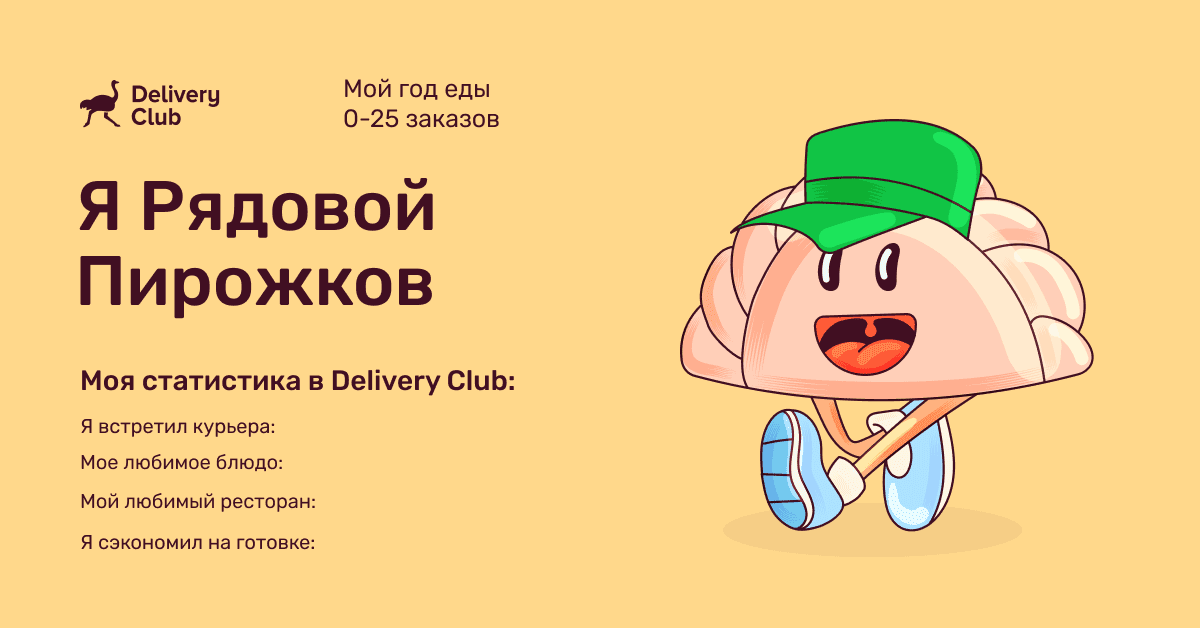 Delivery
Club
Мой год еды
0-25 заказов
Я Рядовой
Пирожков
Моя статистика в Delivery Club:
Я встретил курьера:
Мое любимое блюдо:
Мой любимый ресторан:
Я сэкономил на готовке: